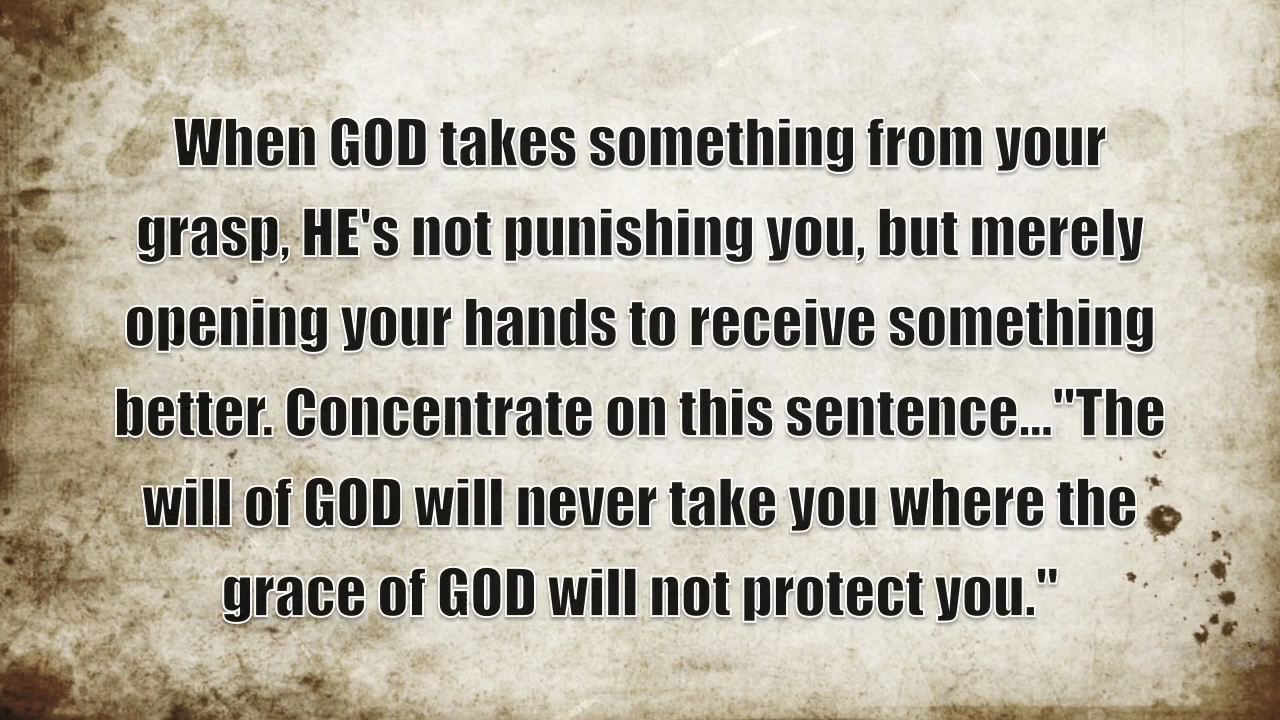 When GOD takes something from your
grasp, HE's not punishing you, but merely
opening your hands to receive something
better. Concentrate on this sentence..."The
will of GOD will never take you where the
grace of GOD will not protect you."